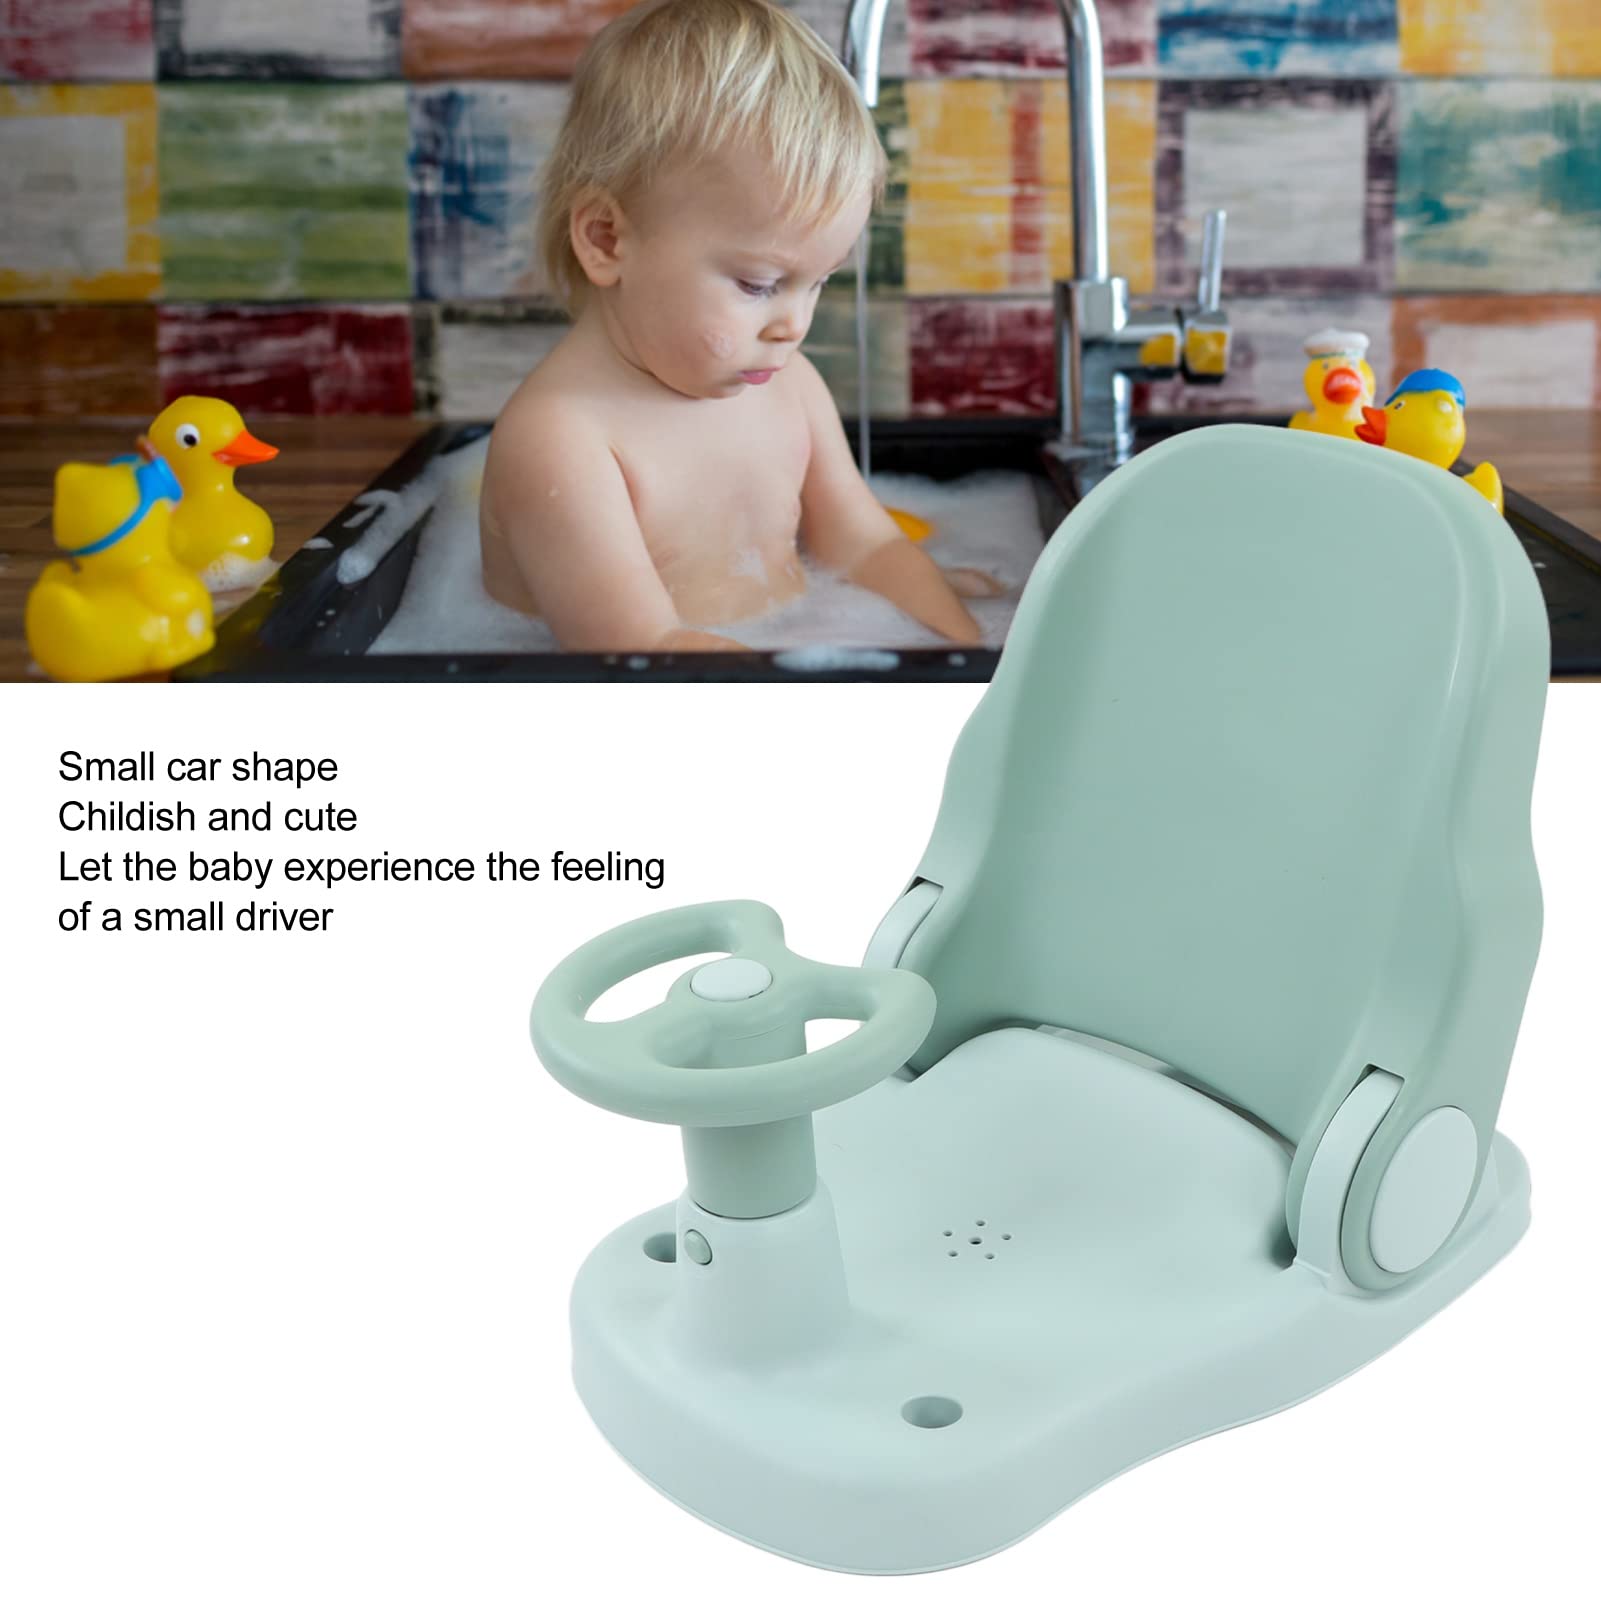 Small car shape
Childish and cute
Let the baby experience the feeling
of a small driver